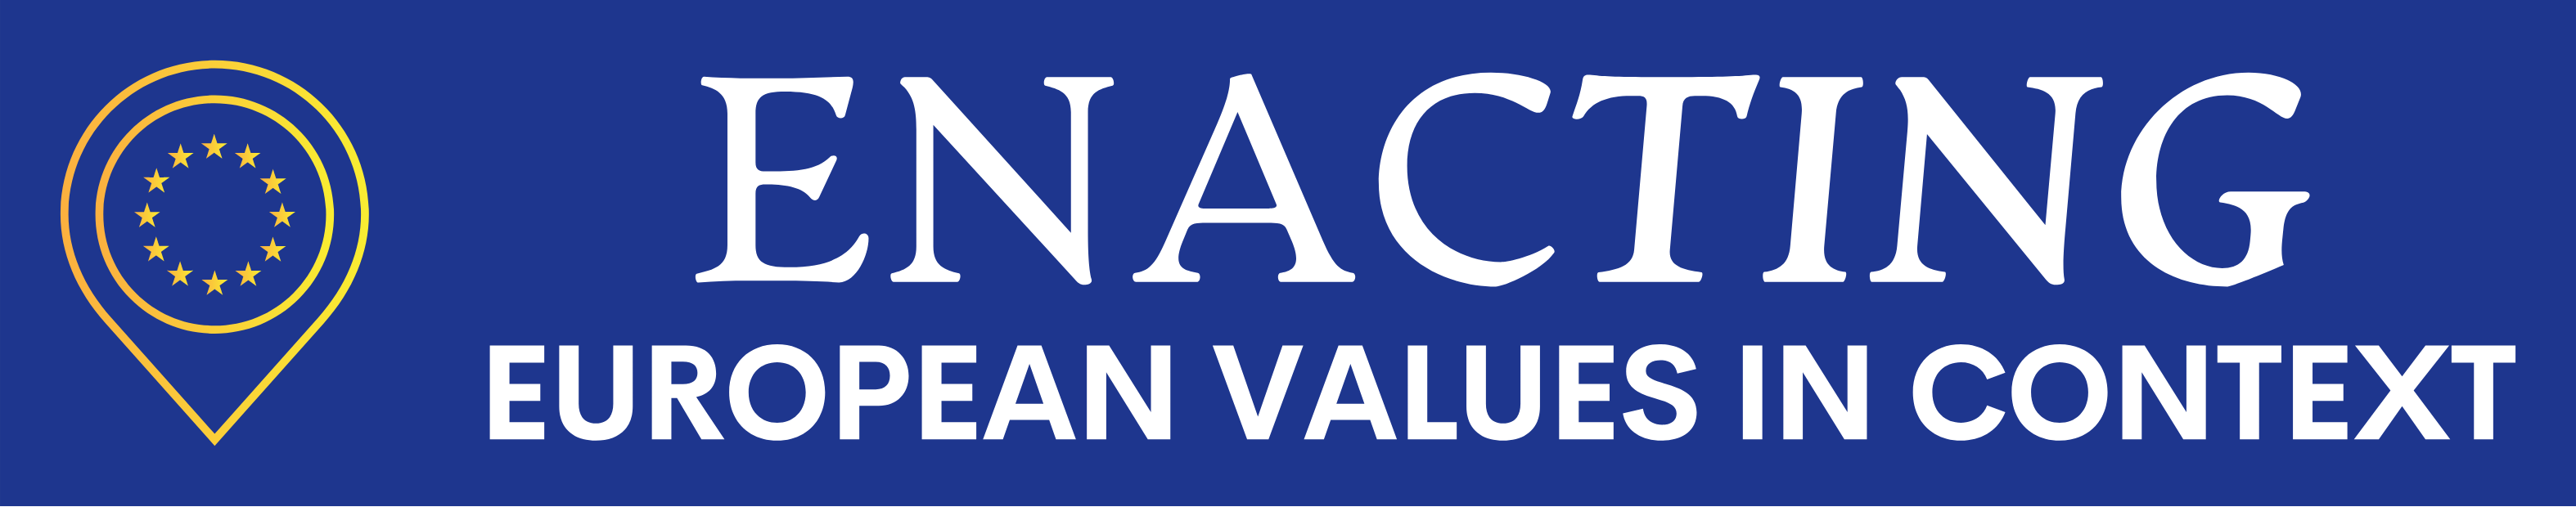 ENACTING
EUROPEAN VALUES IN CONTEXT